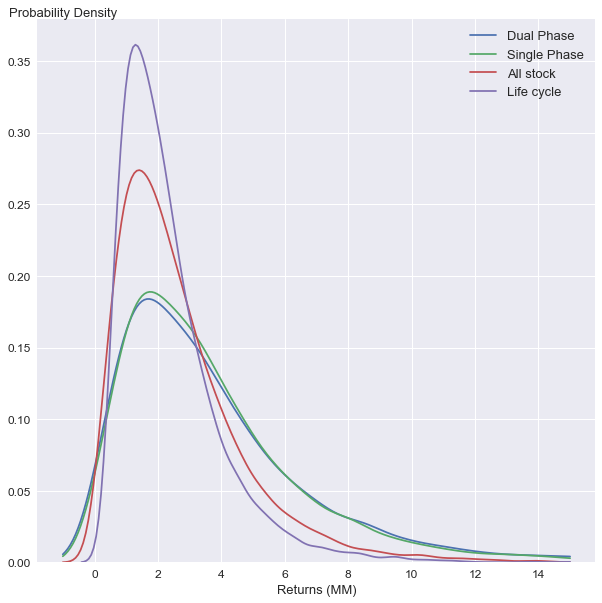 Probability Density
Dual Phase
Single Phase
All stock
Life cycle
0.35
0.30
0.25
0.20
0.15
0.10
0.05
0.00
0 2 4 6 8 10 12 14
Returns (MM)